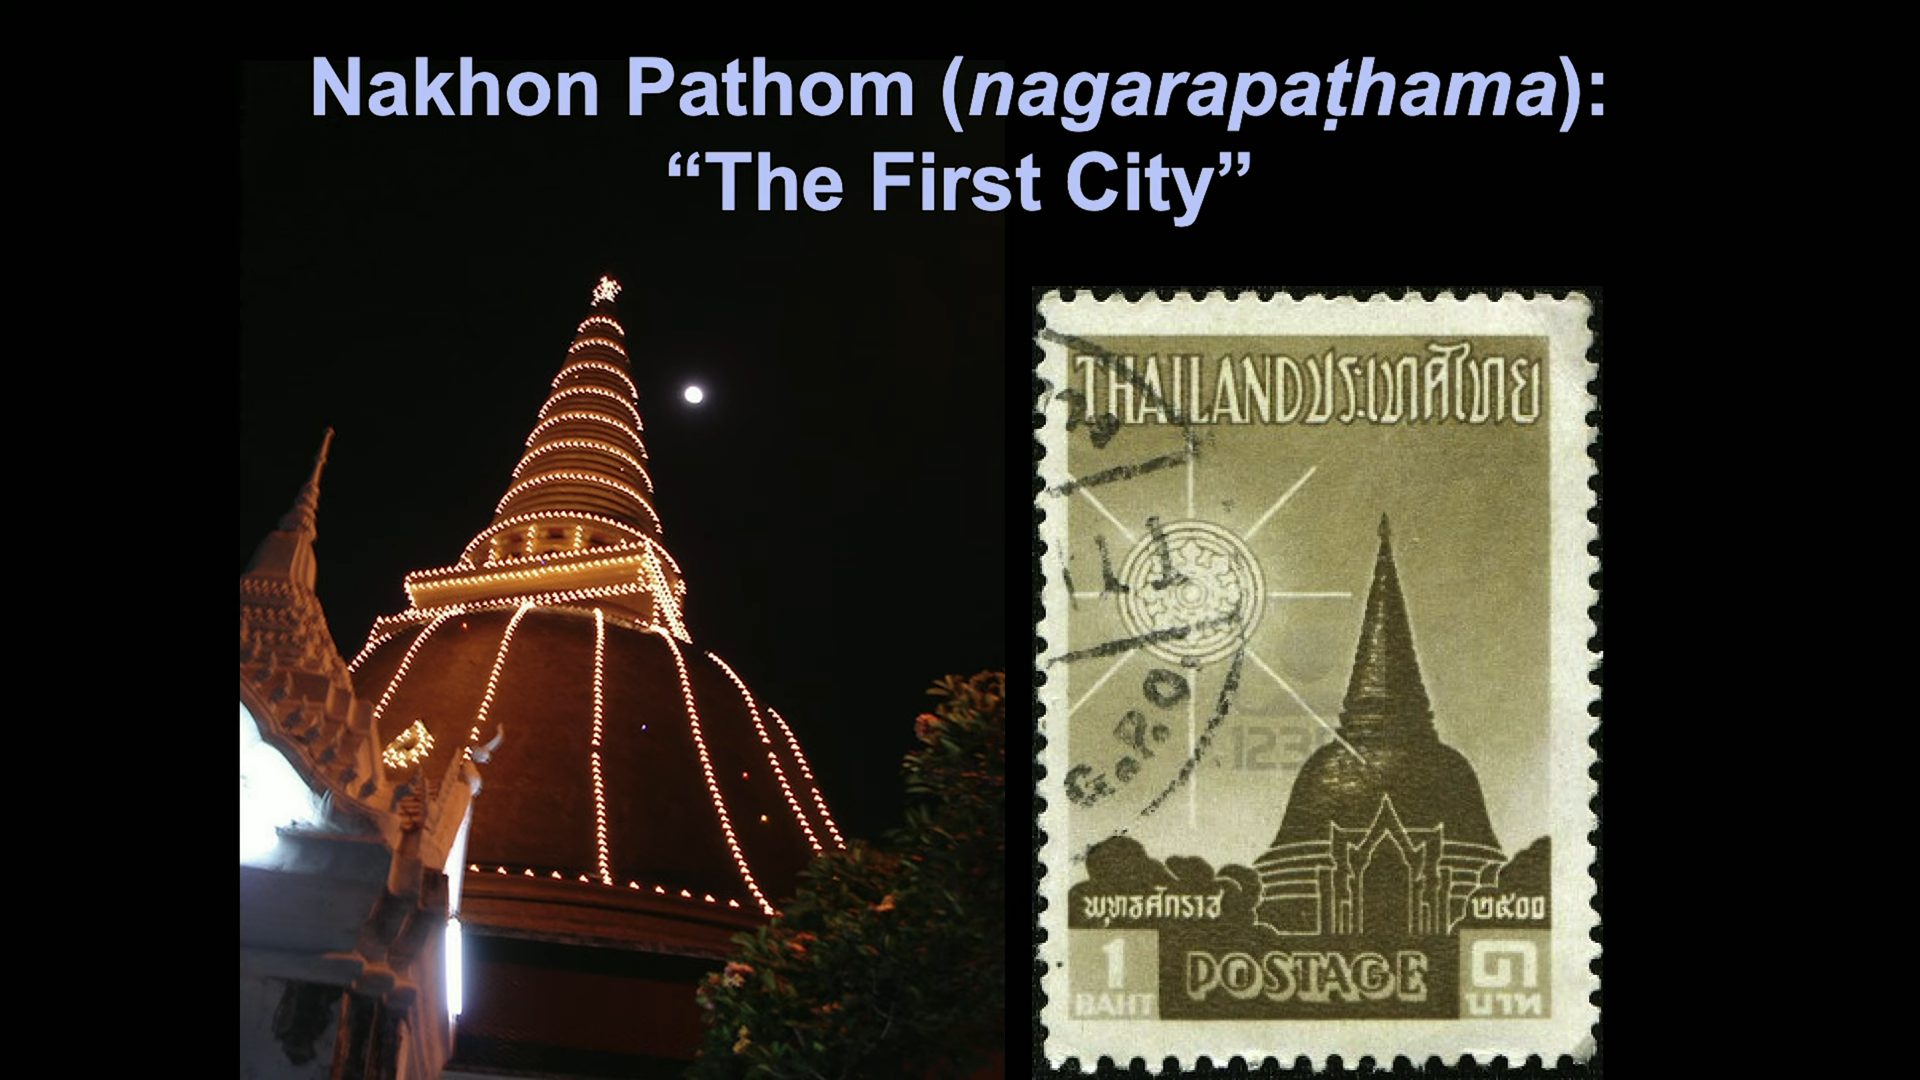 Nakhon Pathom (nagarapaṭhama):
“The First City”
THAILAND ประเทศไทย
G.P.O.
123
พุทธศักราช ๒๕๐๐
1 POSTAGE ๑
BAHT บาท